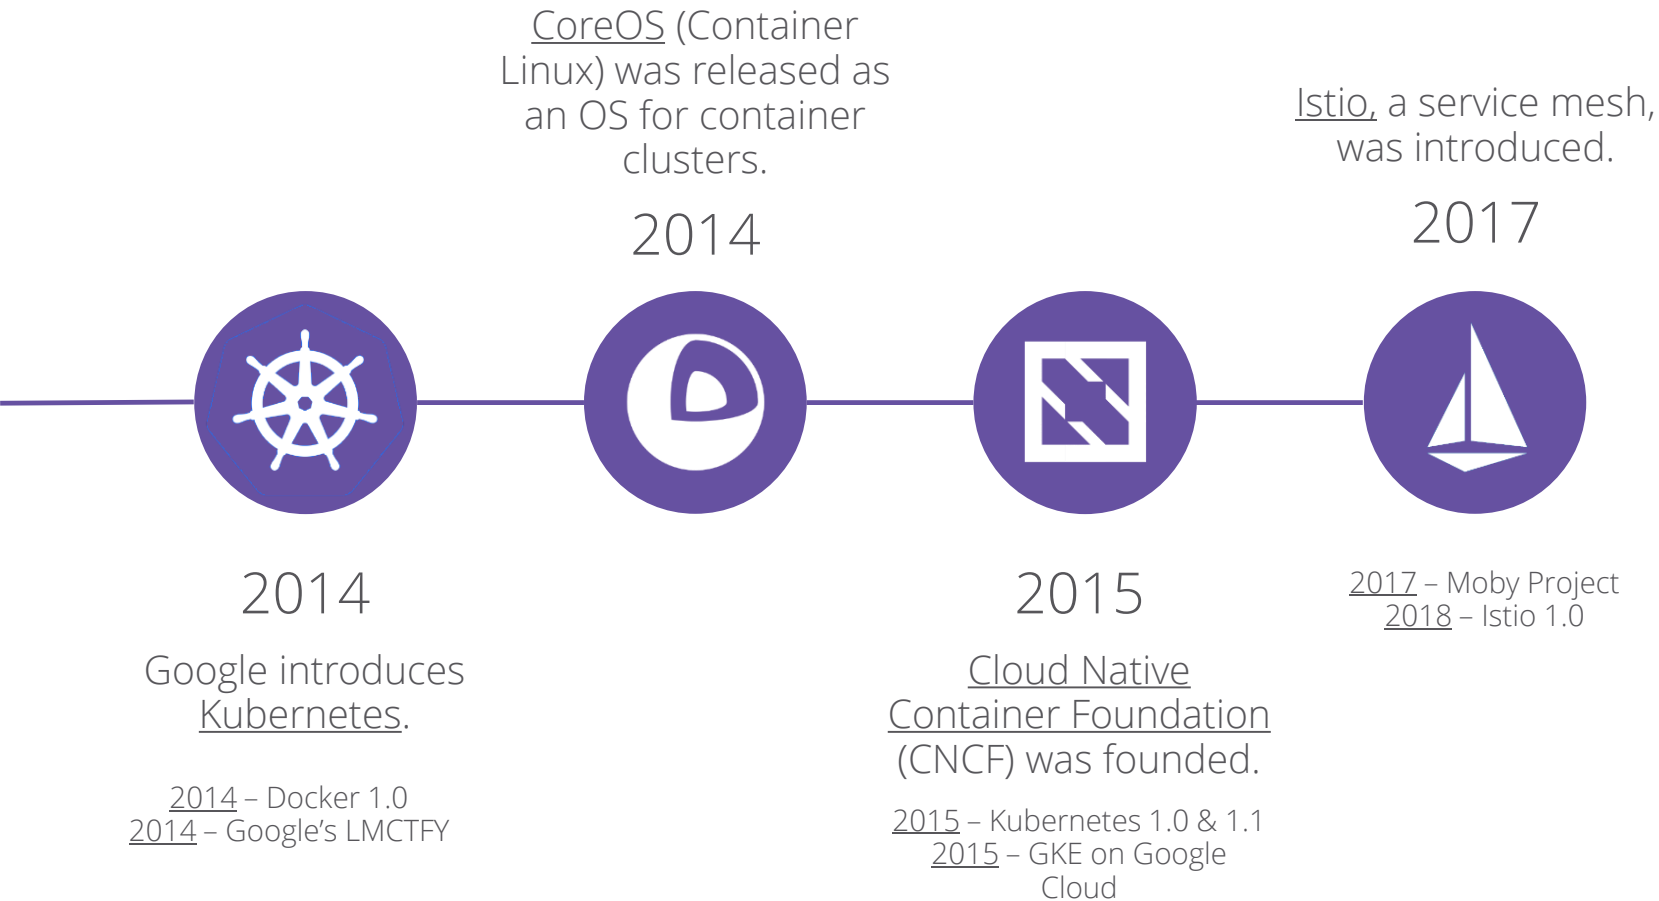 CoreOS (Container
Linux) was released as
an OS for container
clusters.
2014
Istio, a service mesh,
was introduced.
2017
2014
Google introduces
Kubernetes.
2014 – Docker 1.0
2014 – Google’s LMCTFY
2015
Cloud Native
Container Foundation
(CNCF) was founded.
2015 – Kubernetes 1.0 & 1.1
2015 – GKE on Google
Cloud
2017 – Moby Project
2018 – Istio 1.0